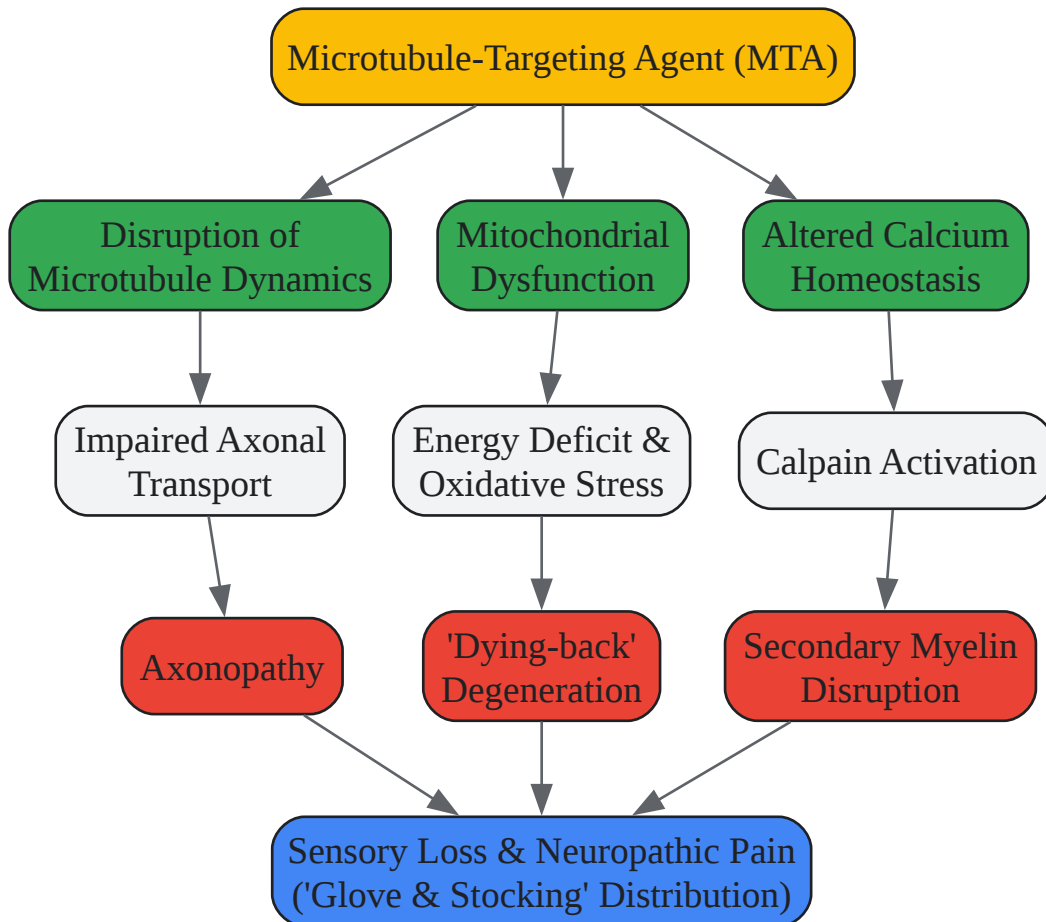 Microtubule-Targeting Agent (MTA)
Disruption of
Microtubule Dynamics
Mitochondrial
Dysfunction
Altered Calcium
Homeostasis
Impaired Axonal
Transport
Energy Deficit &
Oxidative Stress
Calpain Activation
Axonopathy
'Dying-back'
Degeneration
Secondary Myelin
Disruption
Sensory Loss & Neuropathic Pain
('Glove & Stocking' Distribution)